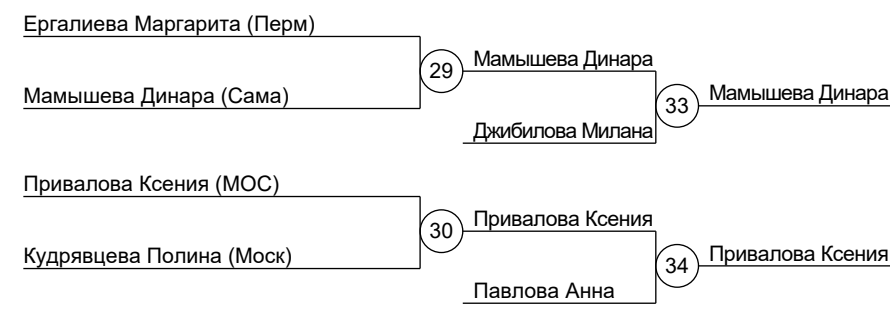 Ергалиева Маргарита (Перм)
29
Мамышева Динара
Мамышева Динара (Сама)
33
Мамышева Динара
Джибилова Милана
Привалова Ксения (МОС)
30
Привалова Ксения
Кудрявцева Полина (Моск)
34
Привалова Ксения
Павлова Анна